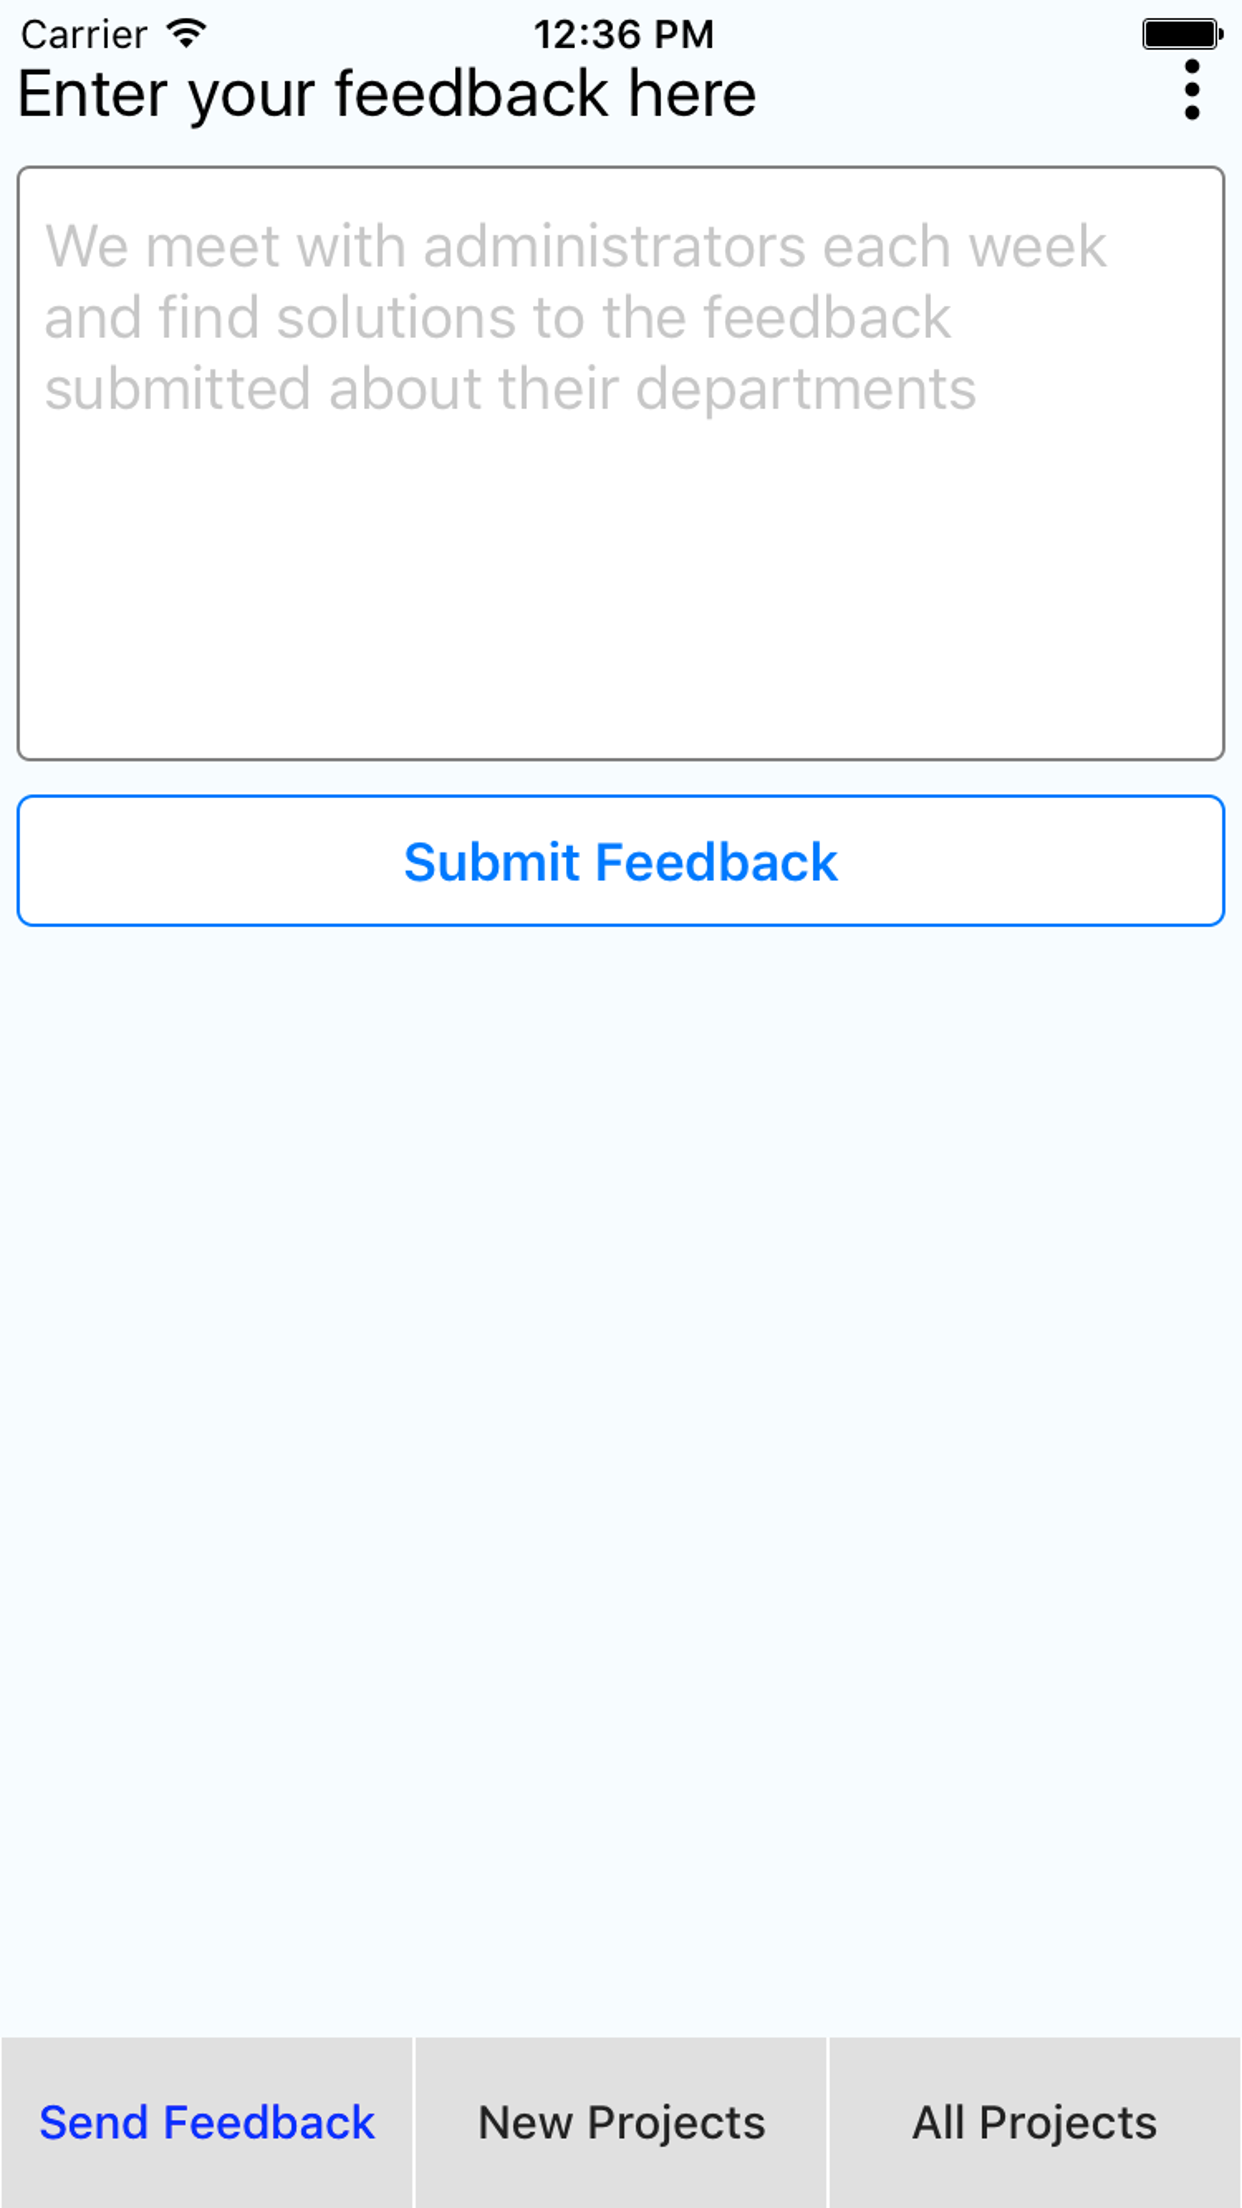 Carrier 12:36 PM
Enter your feedback here
We meet with administrators each week
and find solutions to the feedback
submitted about their departments
Submit Feedback
Send Feedback New Projects All Projects